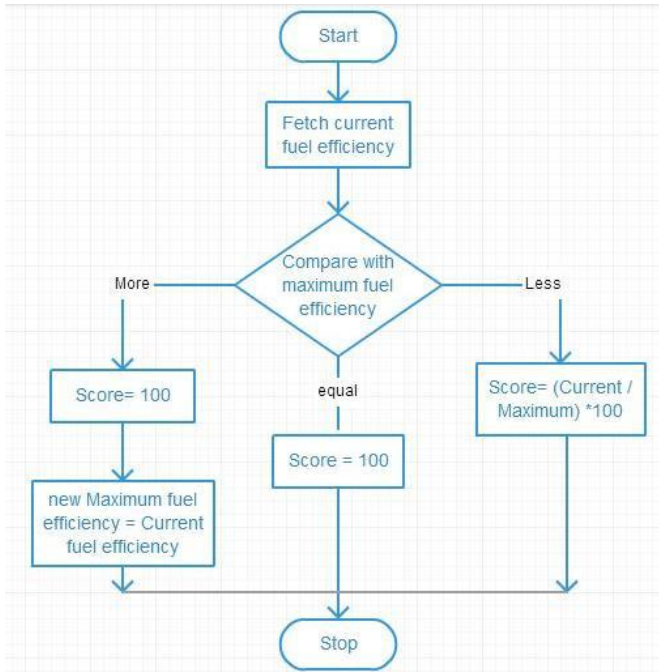 Start
Fetch current
fuel efficiency
Compare with
maximum fuel
efficiency
More
Less
equal
Score= 100
Score= (Current /
Maximum) *100
Score = 100
new Maximum fuel
efficiency = Current
fuel efficiency
Stop